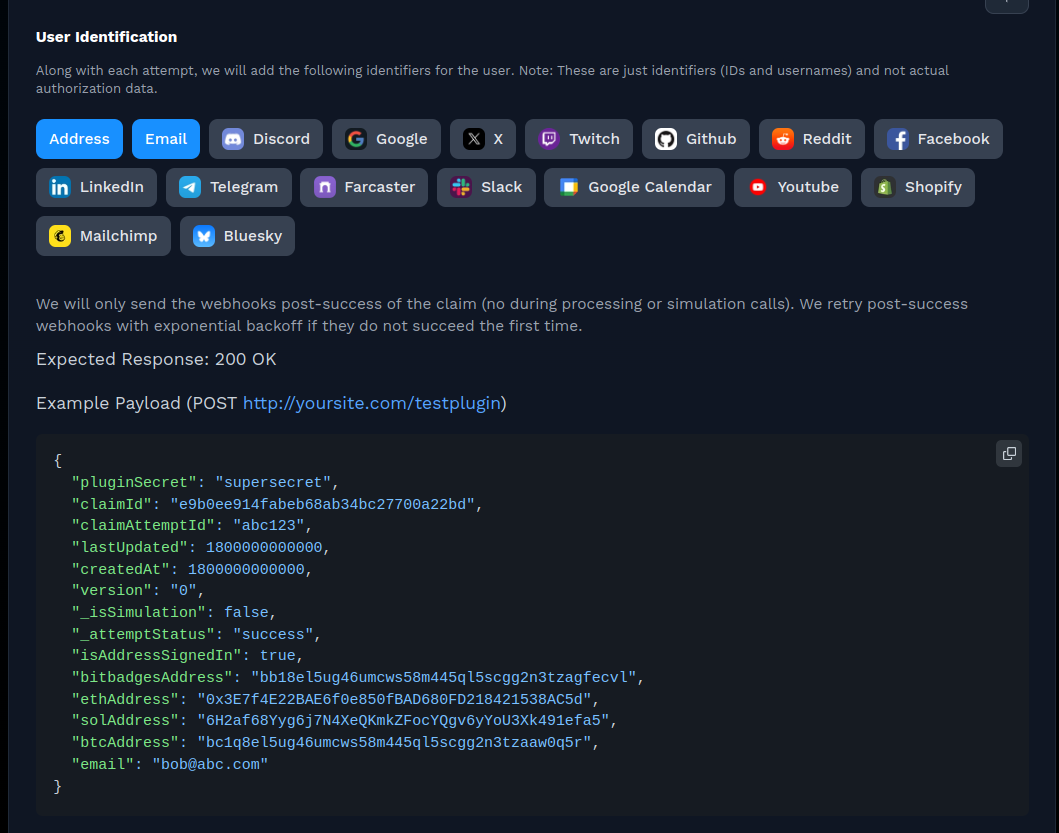 User Identification
Along with each attempt, we will add the following identifiers for the user. Note: These are just identifiers (IDs and usernames) and not actual
authorization data.
Address Email Discord Google X Twitch Github Reddit Facebook
LinkedIn Telegram Farcaster Slack Google Calendar Youtube Shopify
Mailchimp Bluesky
We will only send the webhooks post-success of the claim (no during processing or simulation calls). We retry post-success
webhooks with exponential backoff if they do not succeed the first time.
Expected Response: 200 OK
Example Payload (POST http://yoursite.com/testplugin)
{
"pluginSecret": "supersecret",
"claimId": "e9b0ee914fabeb68ab34bc27700a22bd",
"claimAttemptId": "abc123",
"lastUpdated": 1800000000000,
"createdAt": 1800000000000,
"version": "0",
"_isSimulation": false,
"_attemptStatus": "success",
"isAddressSignedIn": true,
"bitbadgesAddress": "bb18el5ug46umcws58m445ql5scgg2n3tzagfecvl",
"ethAddress": "0x3E7f4E22BAE6f0e850fBAD680FD218421538AC5d",
"solAddress": "6H2af68Yyg6j7N4XeQKmkZFocYQgv6yYoU3Xk491efa5",
"btcAddress": "bc1q8el5ug46umcws58m445ql5scgg2n3tzaaw0q5r",
"email": "bob@abc.com"
}